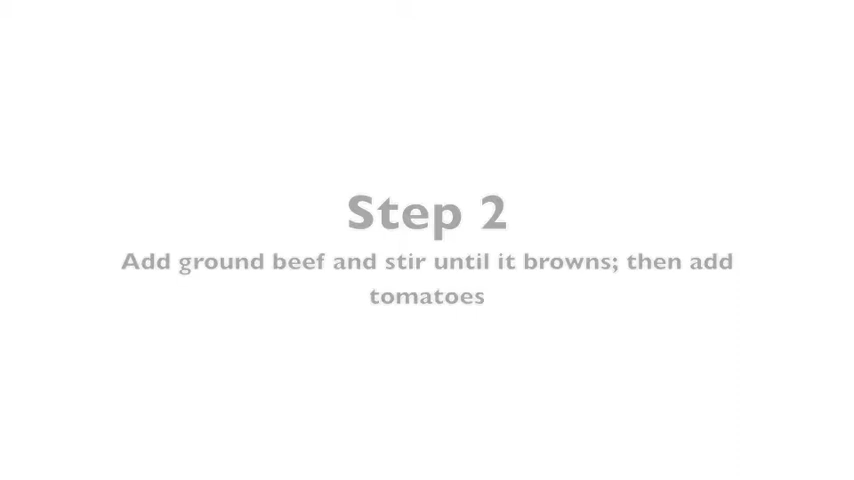 Step 2
Add ground beef and stir until it browns; then add
tomatoes